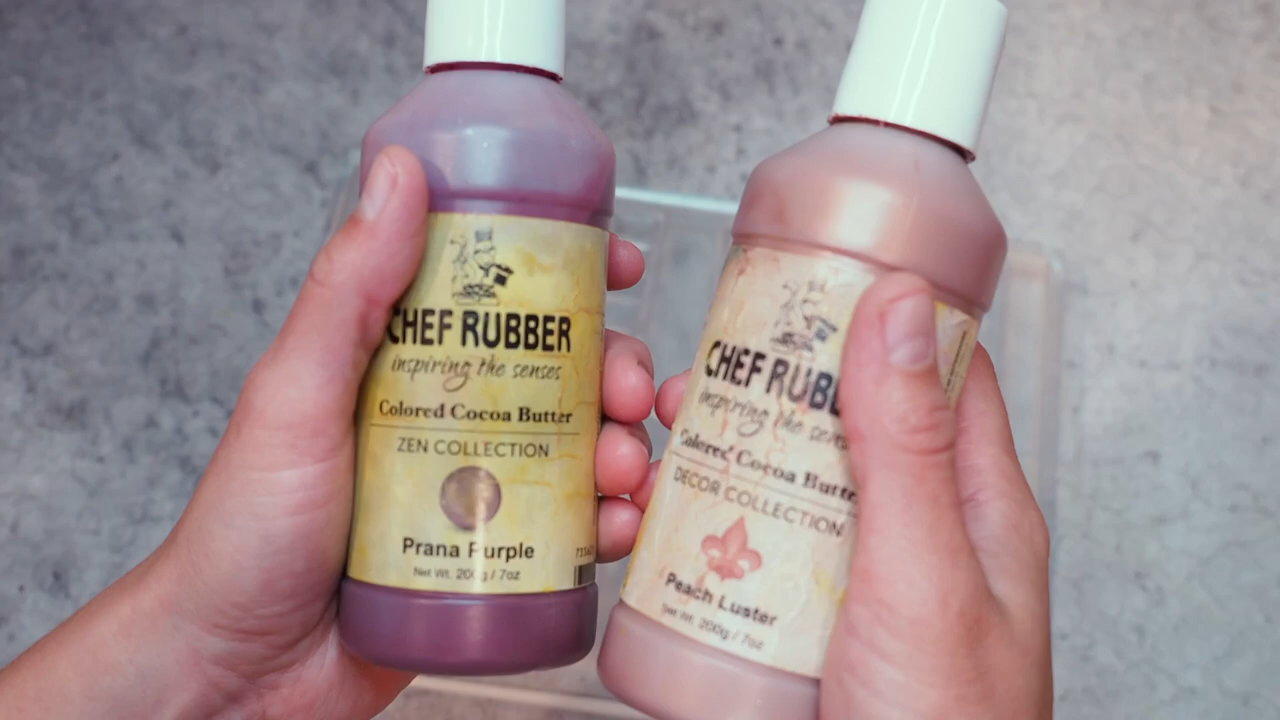 CHEF RUBBER
inspiring the senses
Colored Cocoa Butter
ZEN COLLECTION
Prana Purple
Net Wt. 200g / 7oz
CHEF RUBB
inspiring the sens
Colored Cocoa Butte
DECOR COLLECTION
Peach Luster
Net Wt. 200g / 7oz